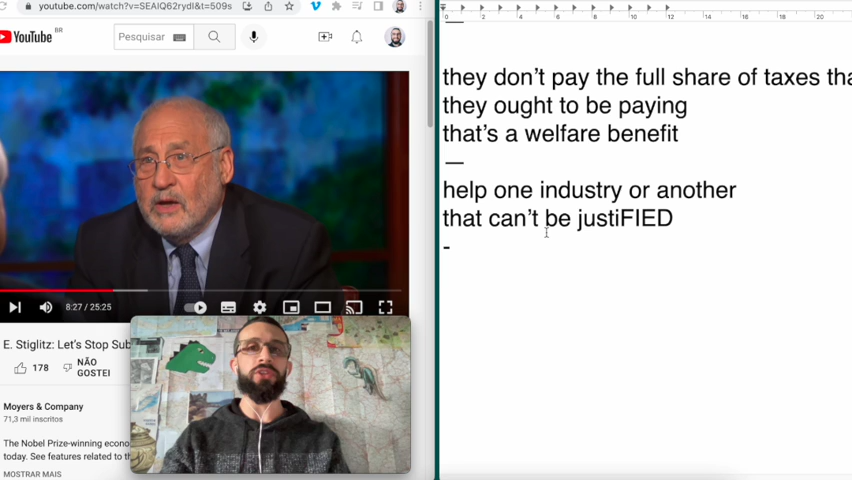 youtube.com/watch?v=SEAIQ62rydI&t=509s
YouTube BR
Pesquisar
8:27 / 25:25
E. Stiglitz: Let's Stop Sub
178
NÃO GOSTEI
Moyers & Company
71,3 mil inscritos
The Nobel Prize-winning econo
today. See features related to th
MOSTRAR MAIS
2 4 6 8 10 12 14 16 18 20
they don't pay the full share of taxes tha
they ought to be paying
that's a welfare benefit
—
help one industry or another
that can't be justiFIED
-